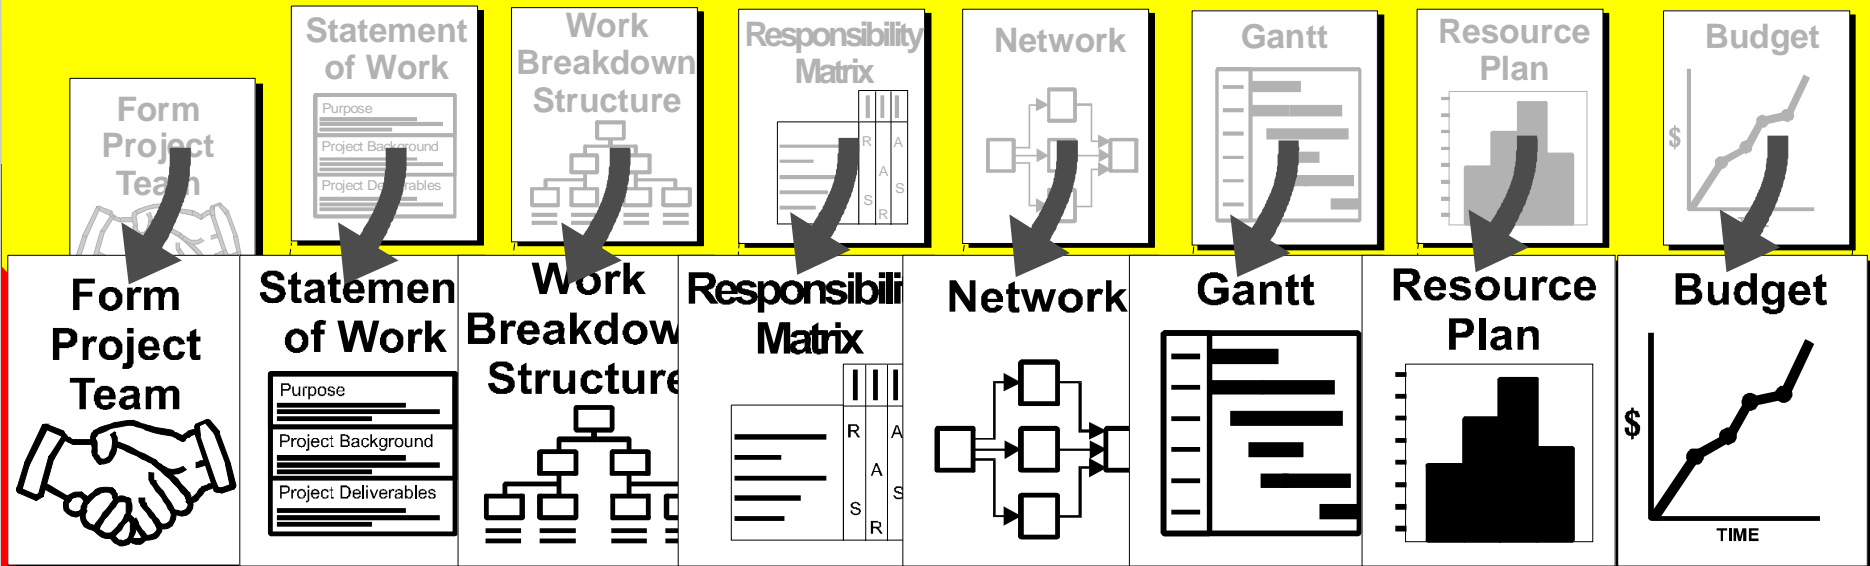 Form
Project
Team
Statement
of Work
Purpose
Project Background
Project Deliverables
Work
Breakdown
Structure
Responsibility
Matrix
R A
A
S S
R
Network
Gantt
Resource
Plan
Budget
$
Form
Project
Team
Statemen
of Work
Purpose
Project Background
Project Deliverables
Work
Breakdow
Structure
Responsibili
Matrix
R A
A
S S
R
Network
Gantt
Resource
Plan
Budget
$
TIME